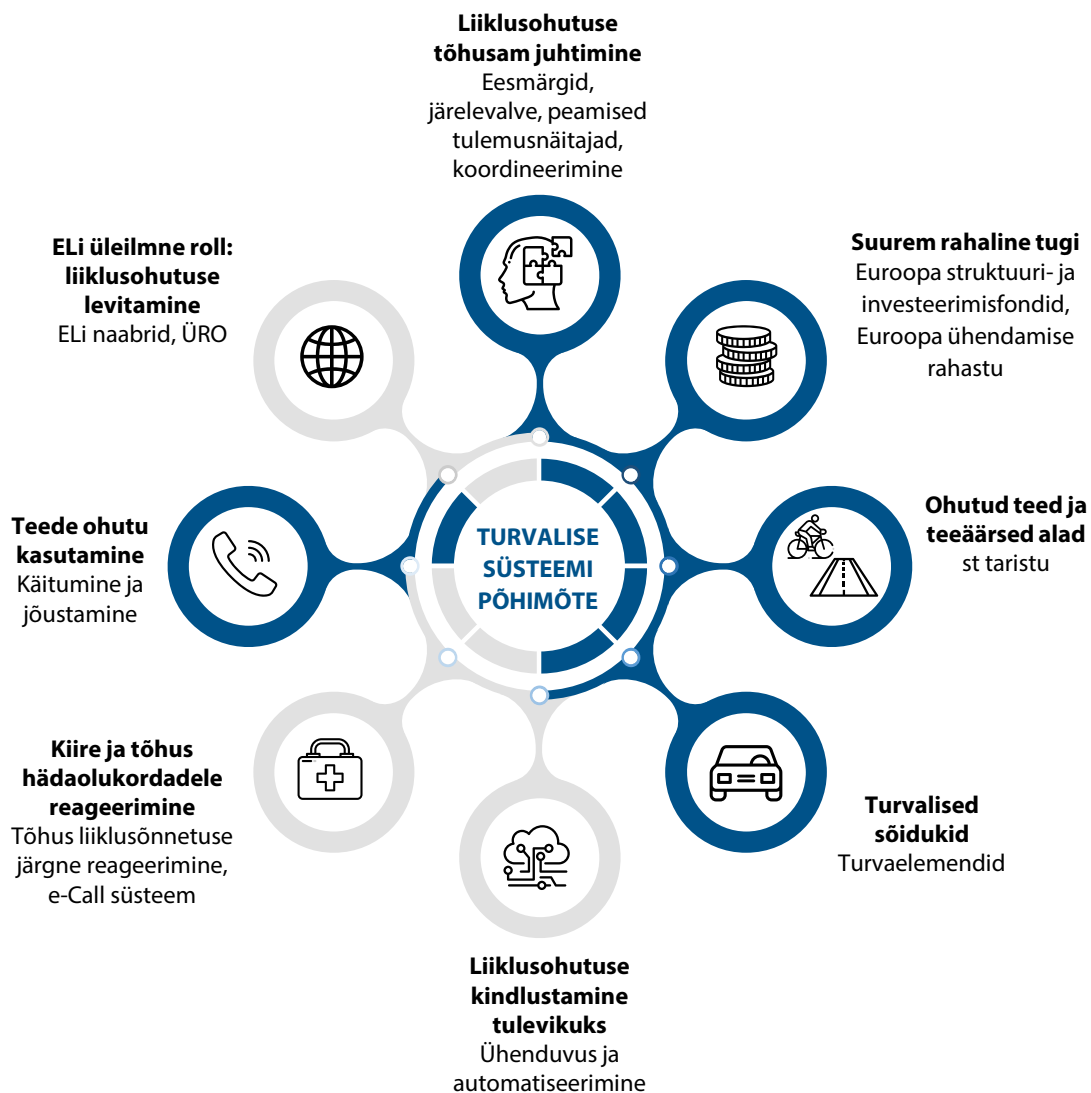 Liiklusohutuse
tõhusam juhtimine
Eesmärgid,
järelevalve, peamised
tulemusnäitajad,
koordineerimine
Suurem rahaline tugi
Euroopa struktuuri- ja
investeerimisfondid,
Euroopa ühendamise
rahastu
Ohutud teed ja
teeäärsed alad
st taristu
Turvalised
sõidukid
Turvaelemendid
Liiklusohutuse
kindlustamine
tulevikuks
Ühenduvus ja
automatiseerimine
Kiire ja tõhus
hädaolukordadele
reageerimine
Tõhus liiklusõnnetuse
järgne reageerimine,
e-Call süsteem
Teede ohutu
kasutamine
Käitumine ja
jõustamine
ELi üleilmne roll:
liiklusohutuse
levitamine
ELi naabrid, ÜRO
TURVALISE
SÜSTEEMI
PÕHIMÕTE